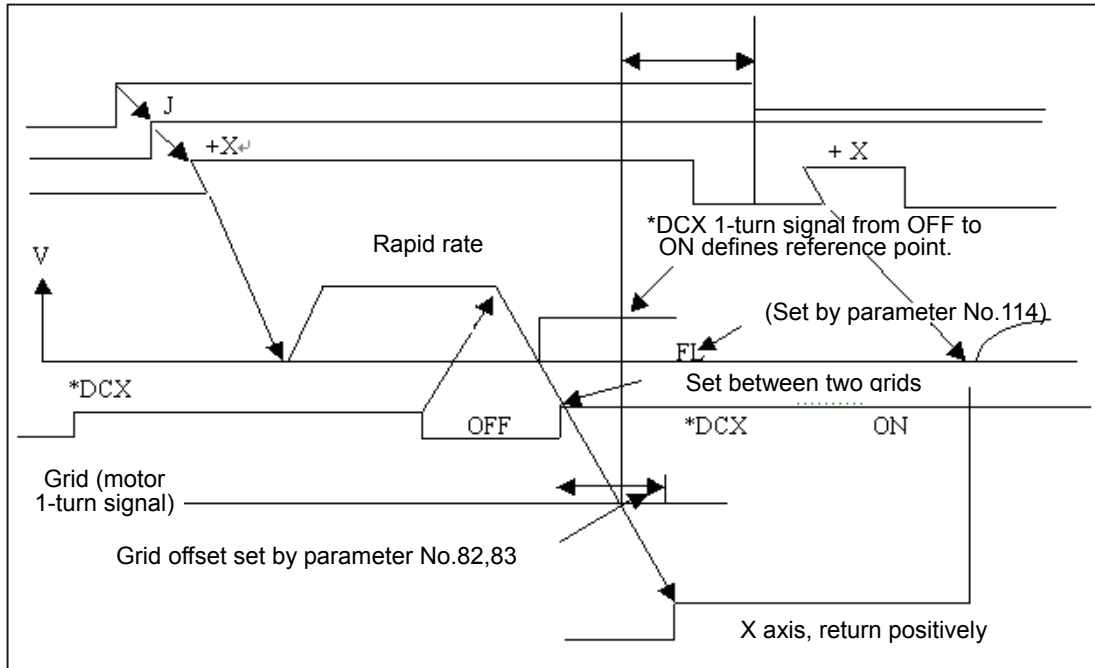 J
+X↵
+ X
*DCX 1-turn signal from OFF to
ON defines reference point.
Rapid rate
V
(Set by parameter No.114)
FL
*DCX
Set between two grids
OFF
*DCX
ON
Grid (motor
1-turn signal)
Grid offset set by parameter No.82,83
X axis, return positively